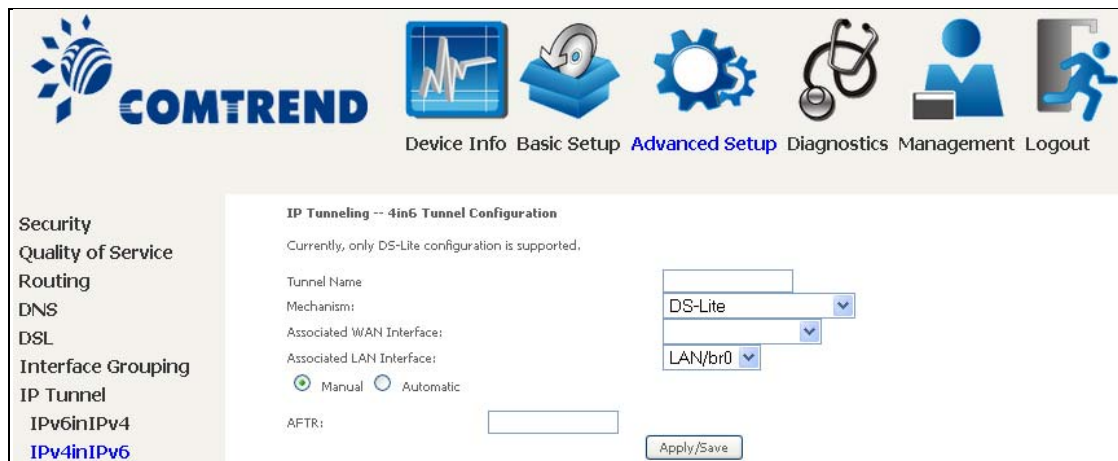 COMTREND
Device Info Basic Setup Advanced Setup Diagnostics Management Logout
Security
Quality of Service
Routing
DNS
DSL
Interface Grouping
IP Tunnel
IPv6inIPv4
IPv4inIPv6
IP Tunneling -- 4in6 Tunnel Configuration
Currently, only DS-Lite configuration is supported.
Tunnel Name
Mechanism: DS-Lite
Associated WAN Interface:
Associated LAN Interface: LAN/br0
Manual Automatic
AFTR:
Apply/Save